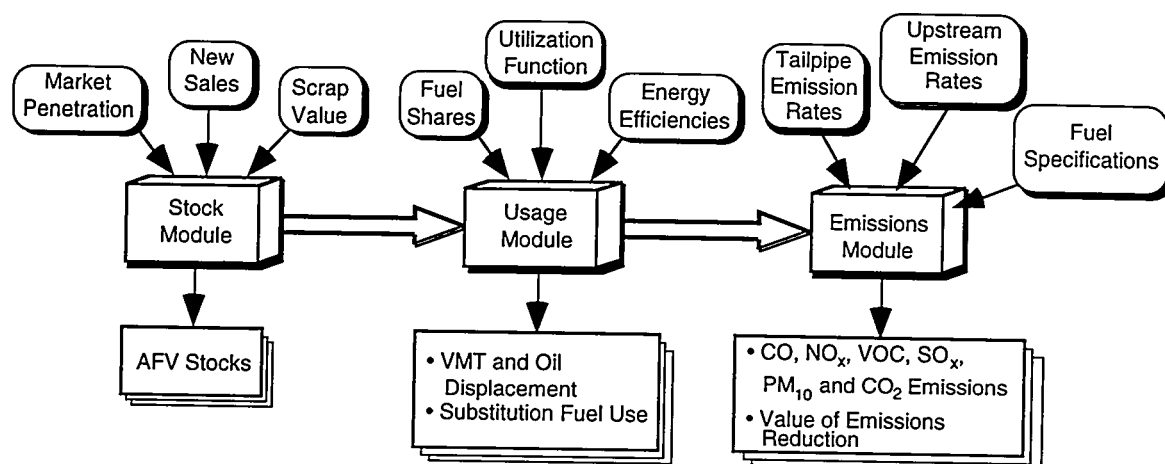 Market
Penetration
New
Sales
Scrap
Value
Fuel
Shares
Utilization
Function
Energy
Efficiencies
Tailpipe
Emission
Rates
Upstream
Emission
Rates
Fuel
Specifications
Stock
Module
Usage
Module
Emissions
Module
AFV Stocks
• VMT and Oil
Displacement
• Substitution Fuel Use
• CO, NOₓ, VOC, SOₓ,
PM₁₀ and CO₂ Emissions
• Value of Emissions
Reduction